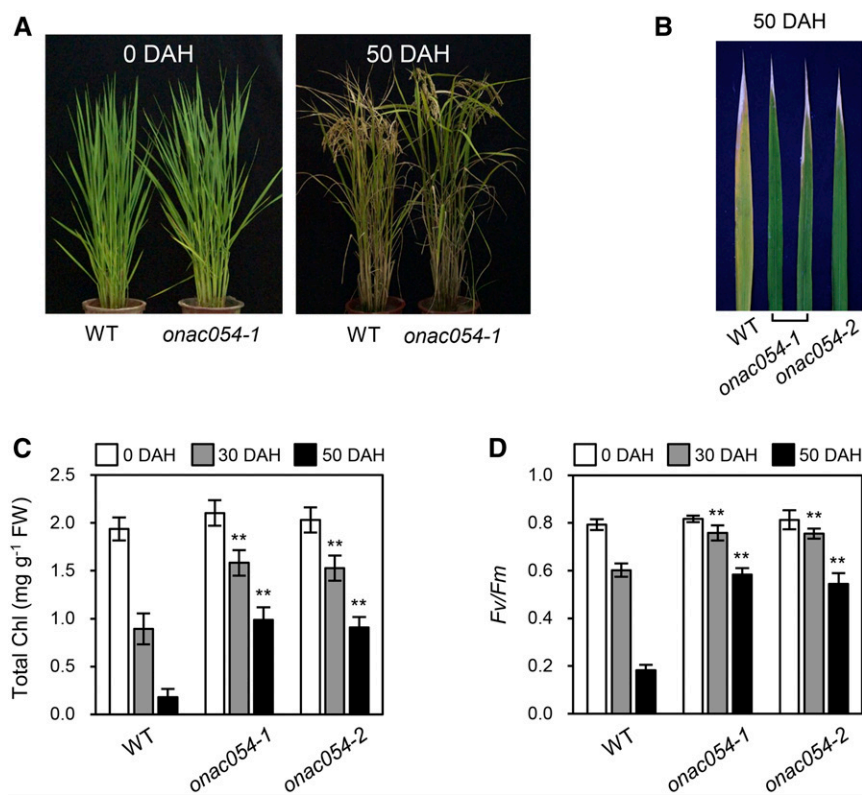 A
0 DAH
50 DAH
WT
onac054-1
WT
onac054-1
B
50 DAH
WT
onac054-1
onac054-2
C
0 DAH 30 DAH 50 DAH
Total Chl (mg g⁻¹ FW)
2.5
2.0
1.5
1.0
0.5
0.0
**
**
**
**
WT
onac054-1
onac054-2
D
0 DAH 30 DAH 50 DAH
Fv/Fm
1.0
0.8
0.6
0.4
0.2
0.0
**
**
**
**
WT
onac054-1
onac054-2